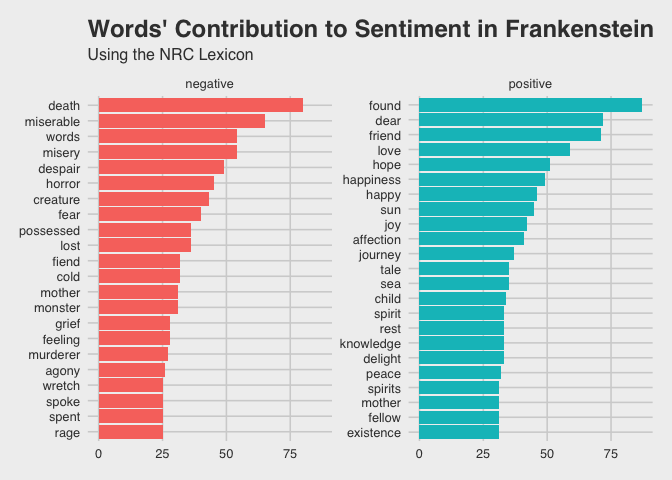 Words' Contribution to Sentiment in Frankenstein
Using the NRC Lexicon
negative
death
miserable
words
misery
despair
horror
creature
fear
possessed
lost
fiend
cold
mother
monster
grief
feeling
murderer
agony
wretch
spoke
spent
rage
0 25 50 75
positive
found
dear
friend
love
hope
happiness
happy
sun
joy
affection
journey
tale
sea
child
spirit
rest
knowledge
delight
peace
spirits
mother
fellow
existence
0 25 50 75